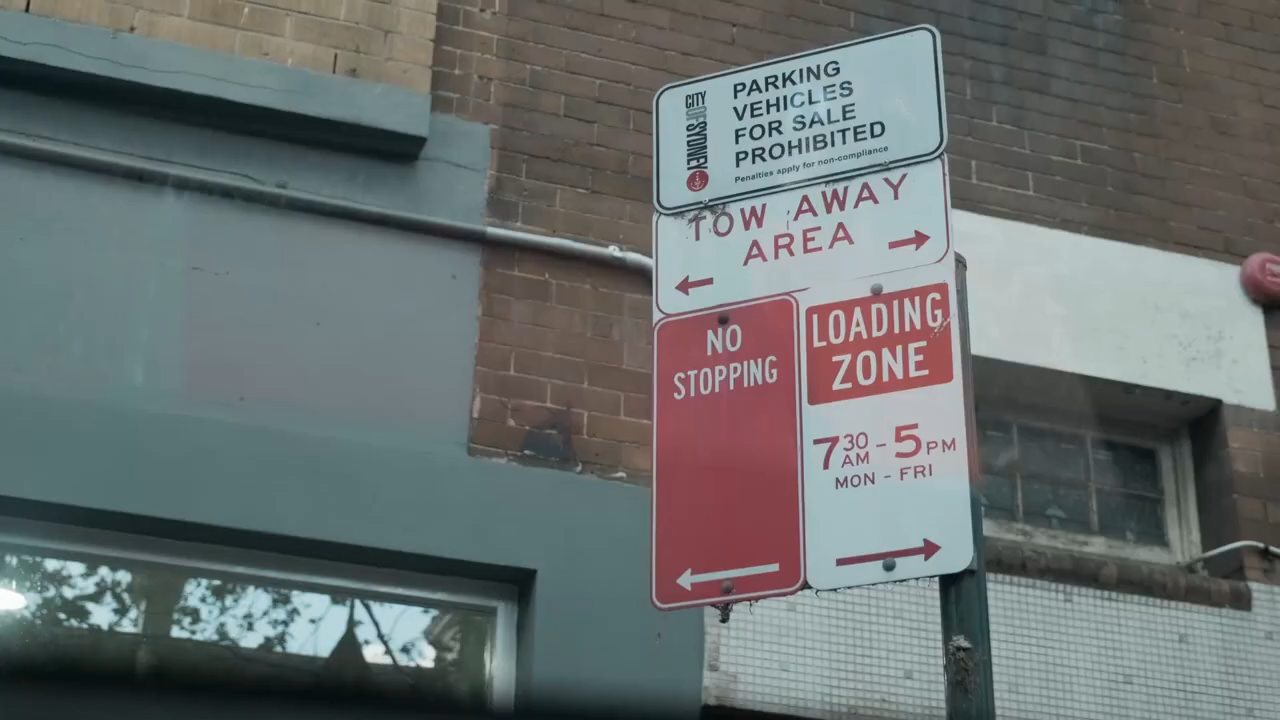 CITY OF SYDNEY
PARKING
VEHICLES
FOR SALE
PROHIBITED
Penalties apply for non-compliance
TOW AWAY
AREA
NO
STOPPING
LOADING
ZONE
7 30 AM - 5 PM
MON - FRI